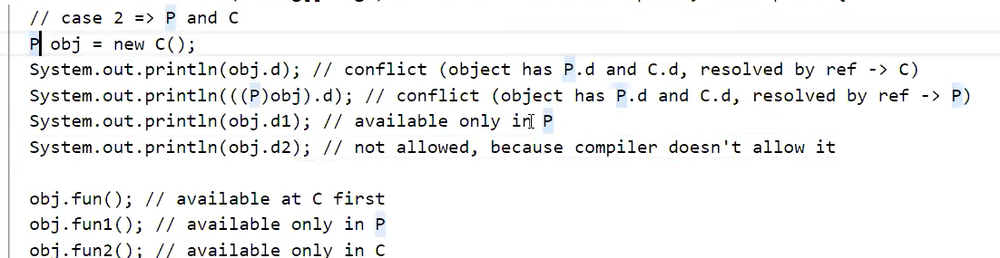 // case 2 => P and C
P obj = new C();
System.out.println(obj.d); // conflict (object has P.d and C.d, resolved by ref -> C)
System.out.println(((P)obj).d); // conflict (object has P.d and C.d, resolved by ref -> P)
System.out.println(obj.d1); // available only in P
System.out.println(obj.d2); // not allowed, because compiler doesn't allow it
obj.fun(); // available at C first
obj.fun1(); // available only in P
obj.fun2(); // available only in C